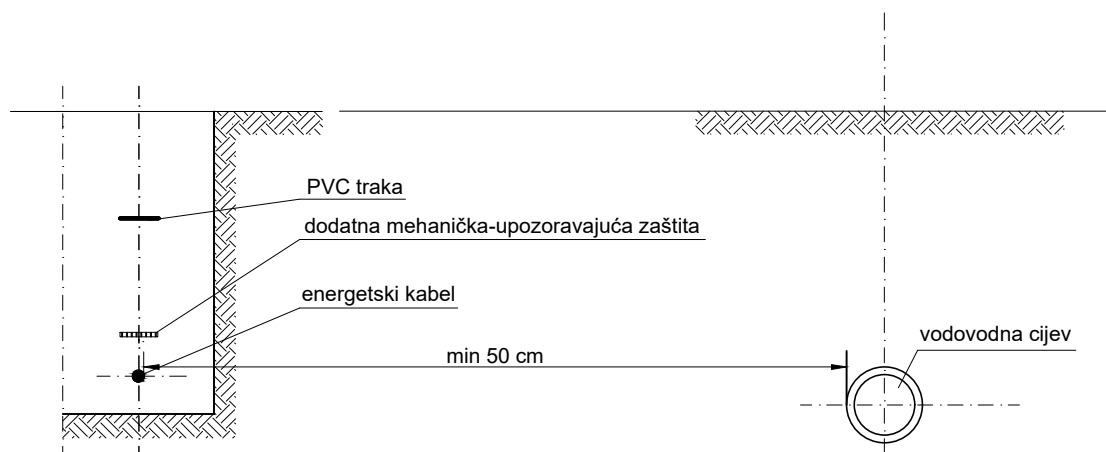 PVC traka
dodatna mehanička-upozoravajuća zaštita
energetski kabel
min 50 cm
vodovodna cijev